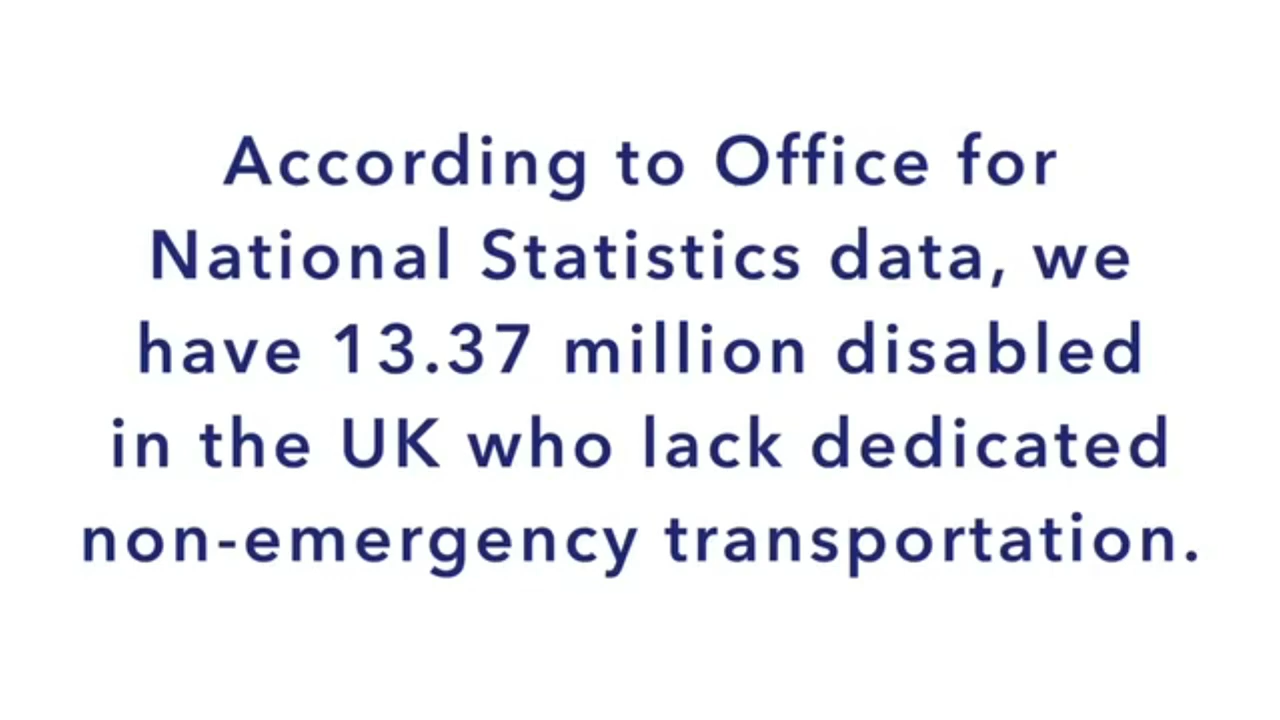 According to Office for
National Statistics data, we
have 13.37 million disabled
in the UK who lack dedicated
non-emergency transportation.